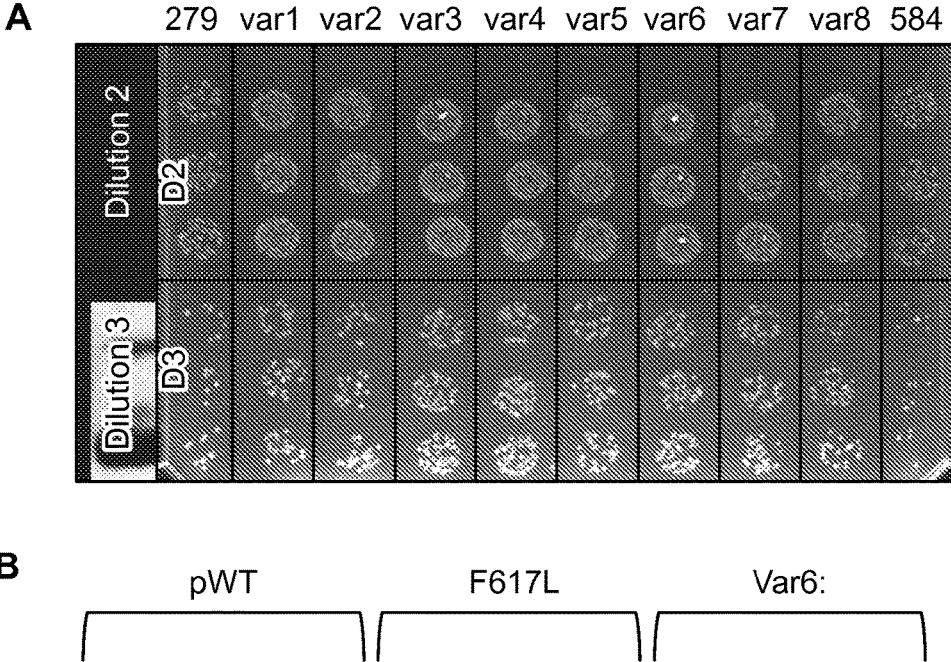 A 279 var1 var2 var3 var4 var5 var6 var7 var8 584
Dilution 2
D2
Dilution 3
D3
B
pWT F617L Var6: